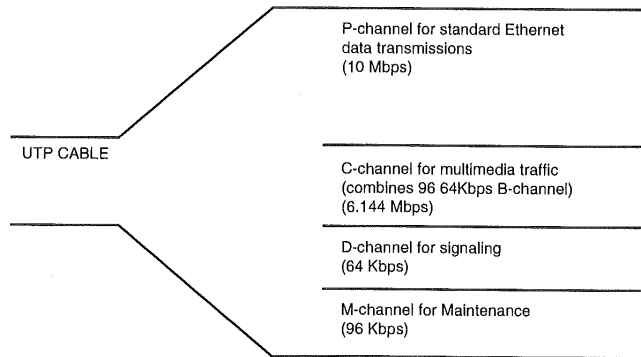 P-channel for standard Ethernet
data transmissions
(10 Mbps)
UTP CABLE
C-channel for multimedia traffic
(combines 96 64Kbps B-channel)
(6.144 Mbps)
D-channel for signaling
(64 Kbps)
M-channel for Maintenance
(96 Kbps)